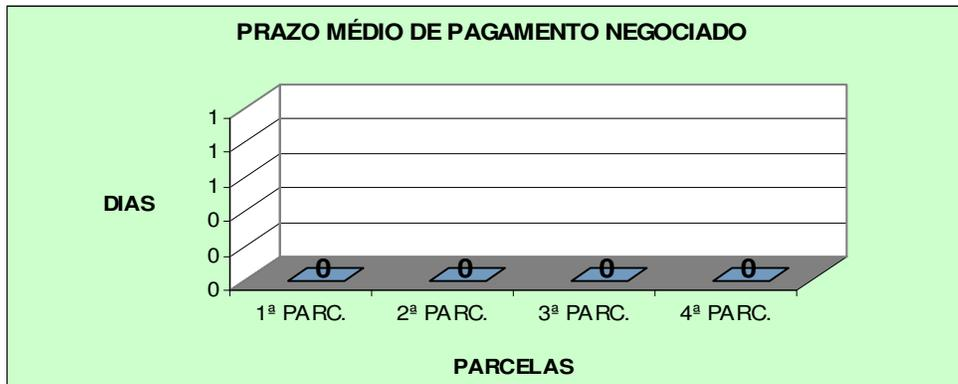 PRAZO MÉDIO DE PAGAMENTO NEGOCIADO
1
1
1
0
0
0
DIAS
0 0 0 0
1ª PARC. 2ª PARC. 3ª PARC. 4ª PARC.
PARCELAS